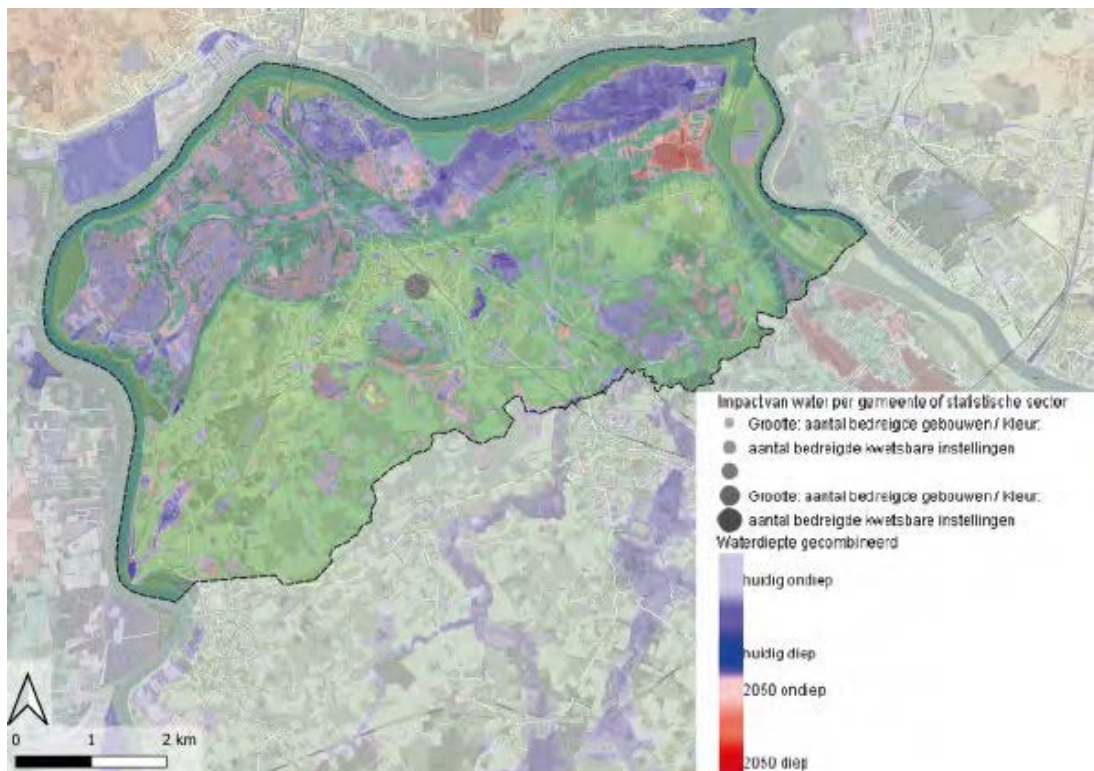 Impact van water per gemeente of statistische sector
Grootte: aantal bedreigde gebouwen / Kleur:
aantal bedreigde kwetsbare instellingen
Grootte: aantal bedreigde gebouwen / Kleur:
aantal bedreigde kwetsbare instellingen
Waterdiepte gecombineerd
huidig ondiep
huidig diep
2050 ondiep
2050 diep
0 1 2 km